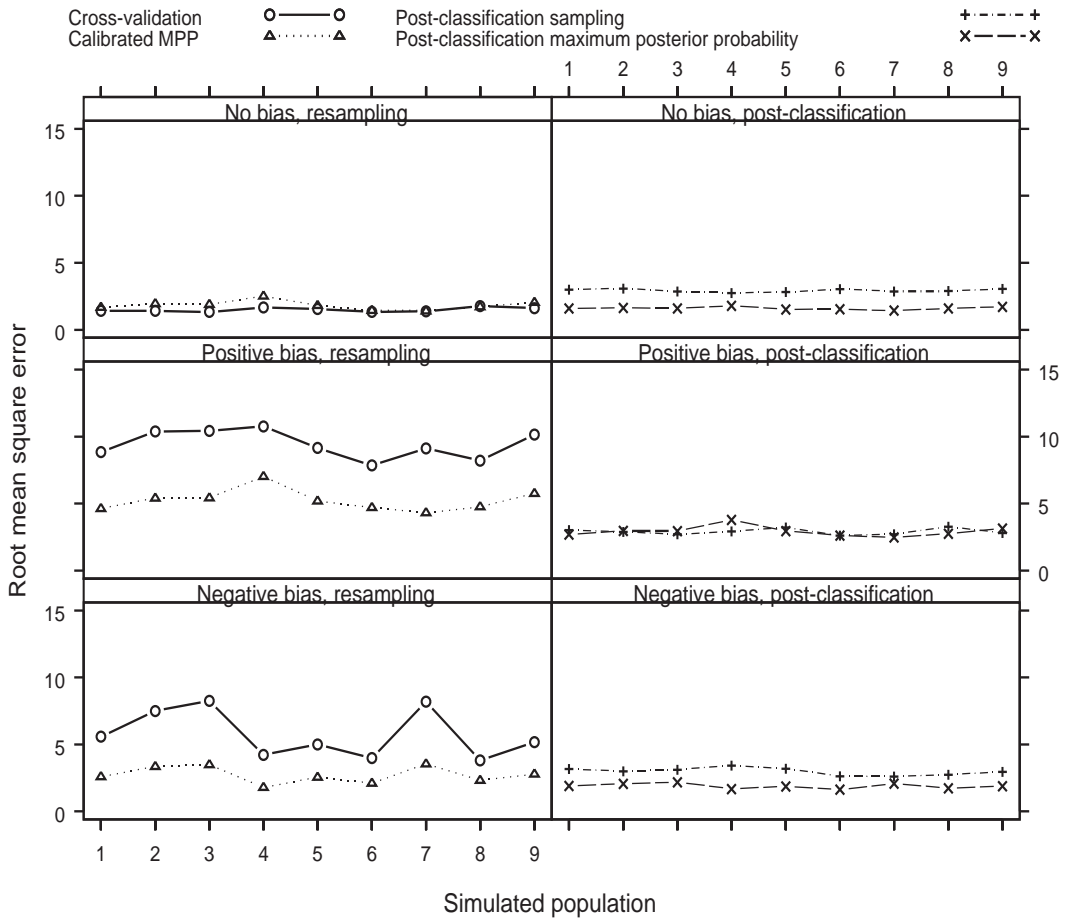 Cross-validation
Calibrated MPP
Post-classification sampling
Post-classification maximum posterior probability
1 2 3 4 5 6 7 8 9
No bias, resampling
No bias, post-classification
15
10
5
0
Positive bias, resampling
Positive bias, post-classification
15
10
5
0
Negative bias, resampling
Negative bias, post-classification
15
10
5
0
1 2 3 4 5 6 7 8 9
Root mean square error
Simulated population